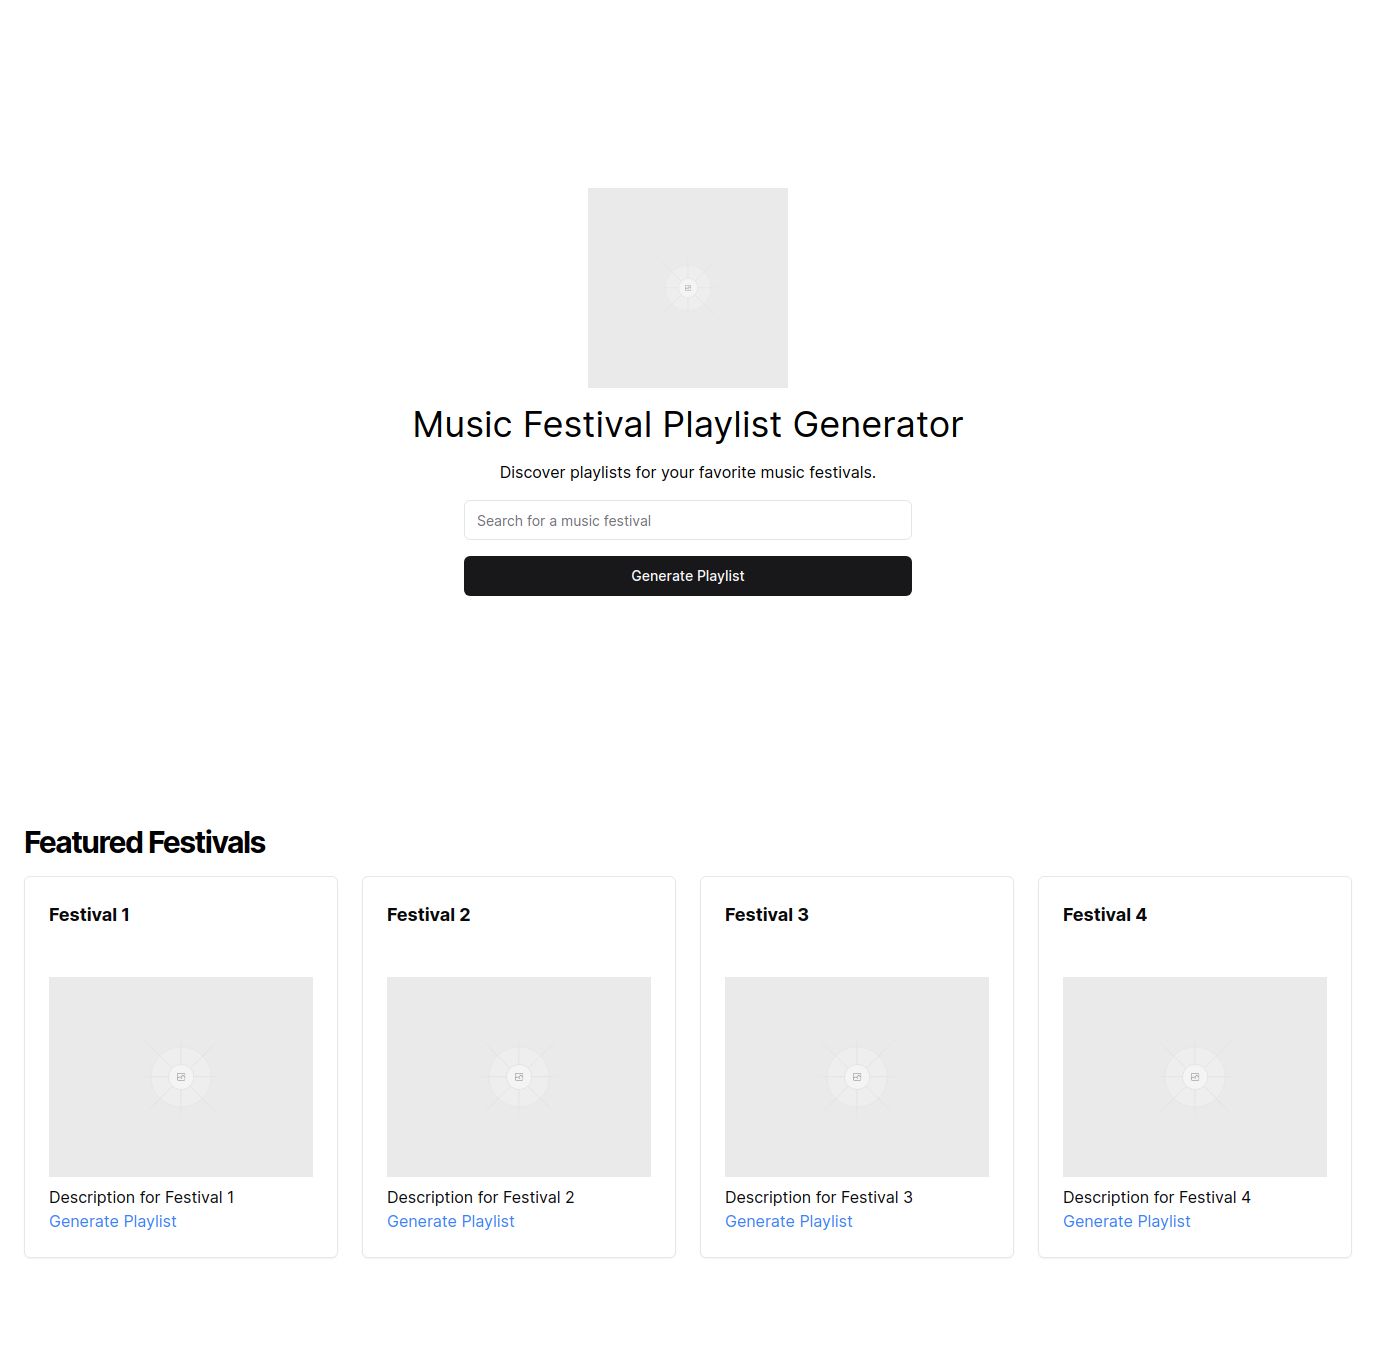 Music Festival Playlist Generator
Discover playlists for your favorite music festivals.
Search for a music festival
Generate Playlist
Featured Festivals
Festival 1
Description for Festival 1
Generate Playlist
Festival 2
Description for Festival 2
Generate Playlist
Festival 3
Description for Festival 3
Generate Playlist
Festival 4
Description for Festival 4
Generate Playlist